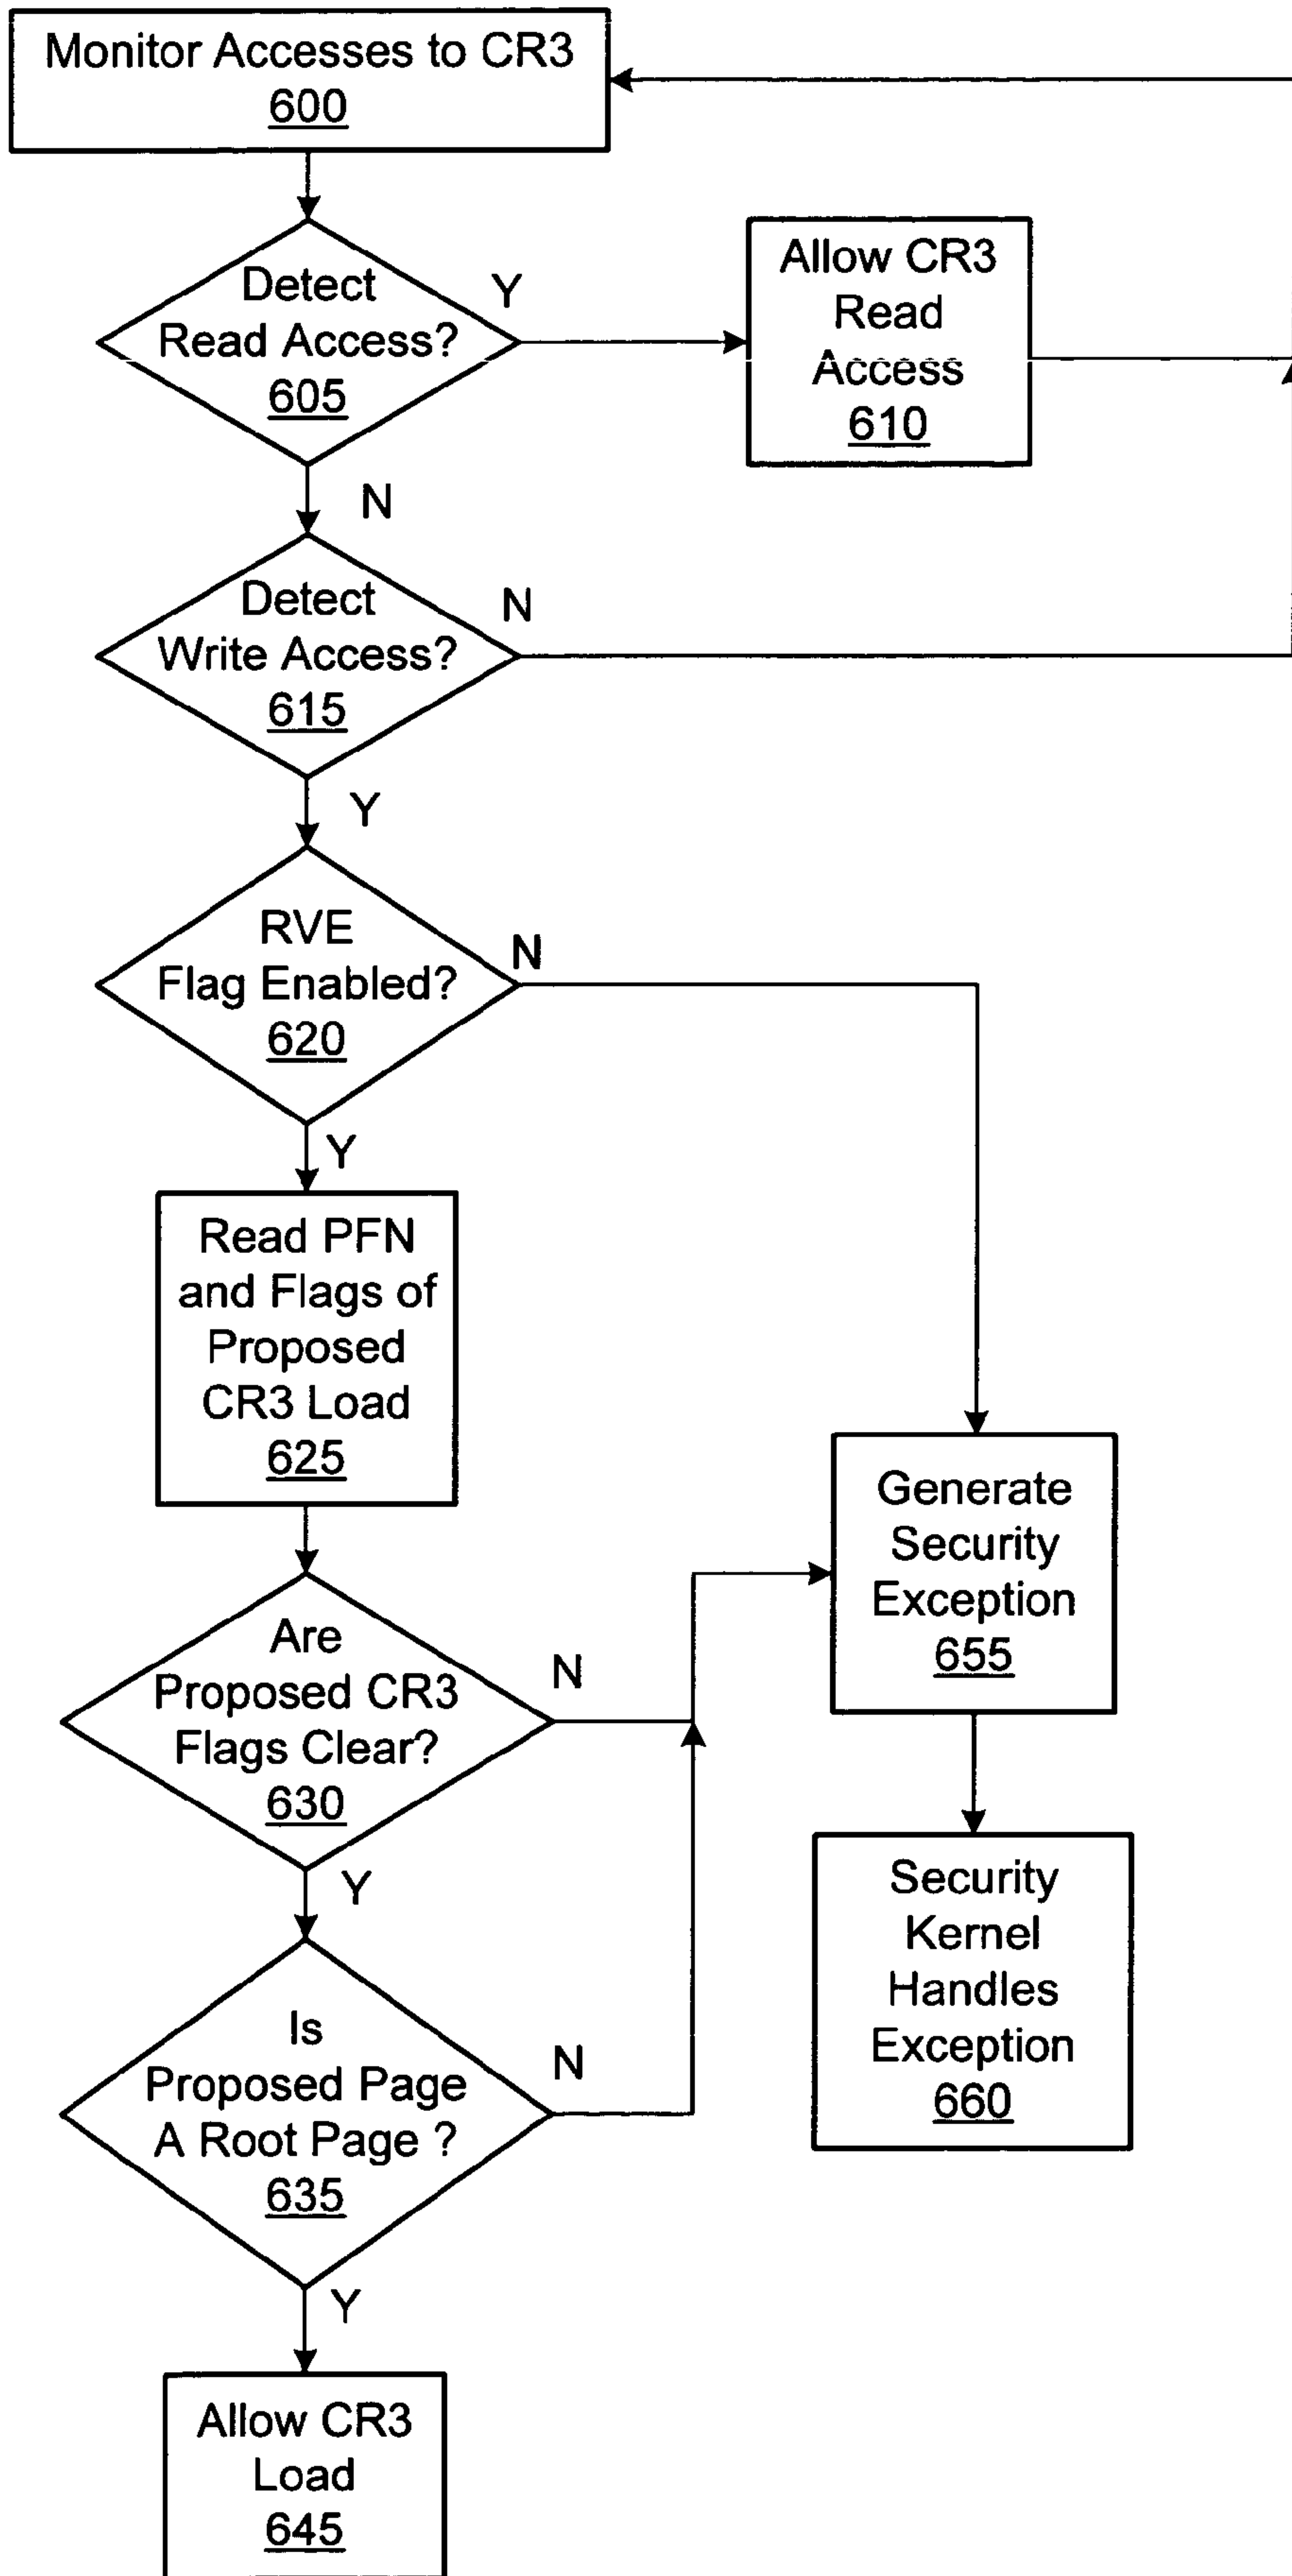 Monitor Accesses to CR3
600
Detect
Read Access?
605
Y
Allow CR3
Read
Access
610
N
Detect
Write Access?
615
N
Y
RVE
Flag Enabled?
620
N
Y
Read PFN
and Flags of
Proposed
CR3 Load
625
Generate
Security
Exception
655
Are
Proposed CR3
Flags Clear?
630
N
Y
Security
Kernel
Handles
Exception
660
Is
Proposed Page
A Root Page ?
635
N
Y
Allow CR3
Load
645